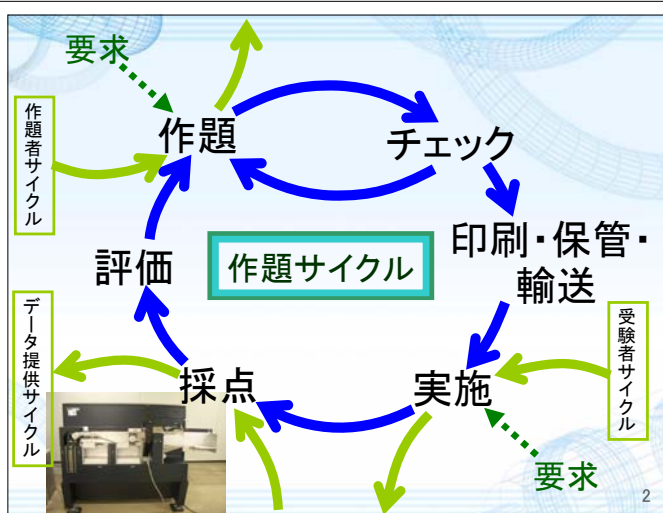 要求
作題者サイクル
作題
チェック
印刷・保管・
輸送
評価
作題サイクル
データ提供サイクル
採点
実施
受験者サイクル
要求
2